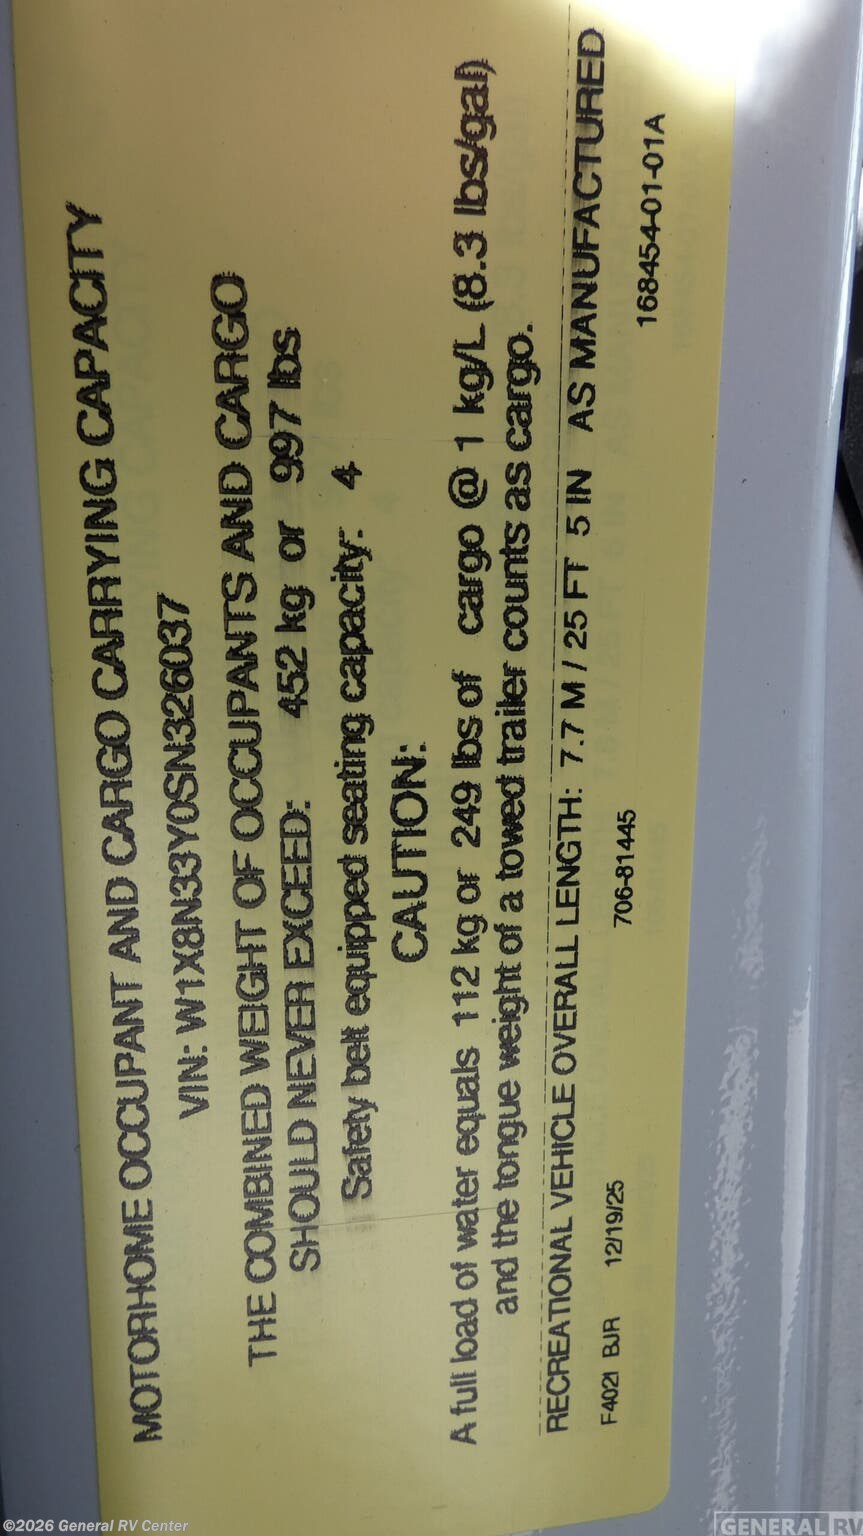 MOTORHOME OCCUPANT AND CARGO CARRYING CAPACITY
VIN: W1X8N33Y0SN326037
THE COMBINED WEIGHT OF OCCUPANTS AND CARGO
SHOULD NEVER EXCEED: 452 kg or 997 lbs
Safety belt equipped seating capacity: 4
CAUTION:
A full load of water equals 112 kg or 249 lbs of cargo @ 1 kg/L (8.3 lbs/gal)
and the tongue weight of a towed trailer counts as cargo.
RECREATIONAL VEHICLE OVERALL LENGTH: 7.7 M / 25 FT 5 IN AS MANUFACTURED
F402I BJR 12/19/25 706-81445 168454-01-01A
©2026 General RV Center
GENERAL RV